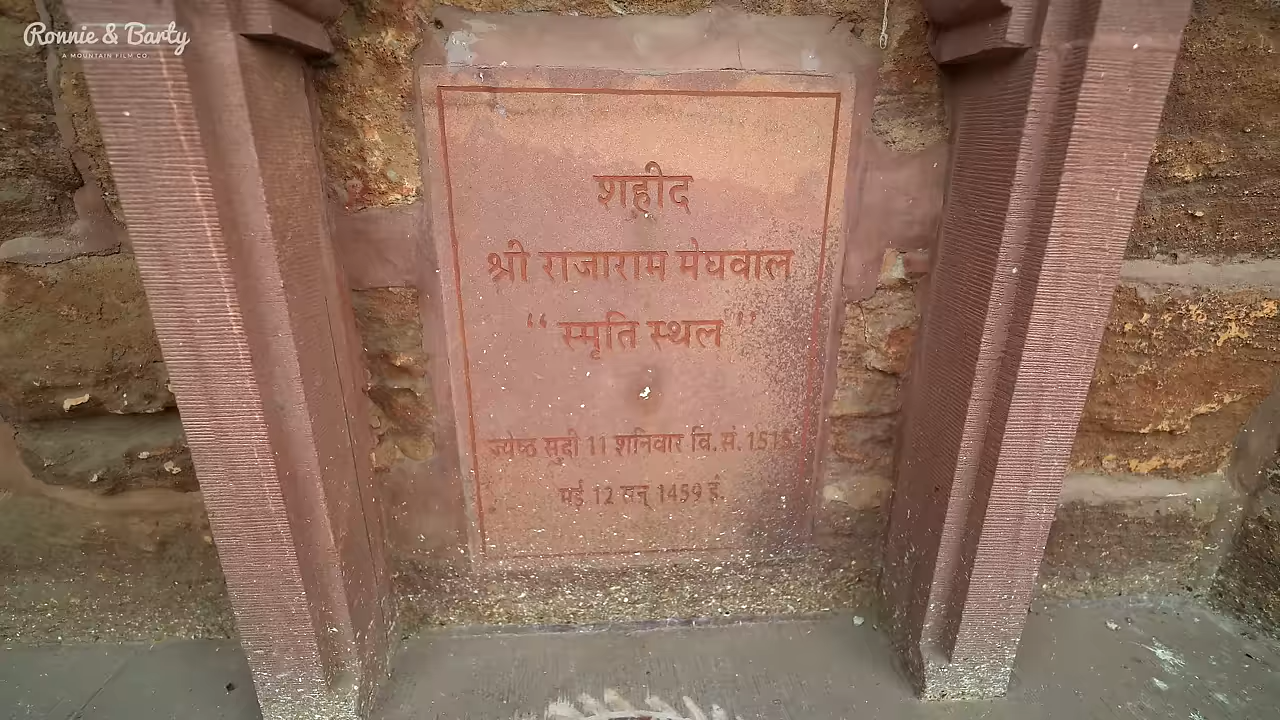 Ronnie & Barty
A MOUNTAIN FILM CO.
शहीद
श्री राजाराम मेघवाल
“स्मृति स्थल”
ज्येष्ठ सुदी 11 शनिवार वि.सं. 1515
मई 12 सन् 1459 ई.